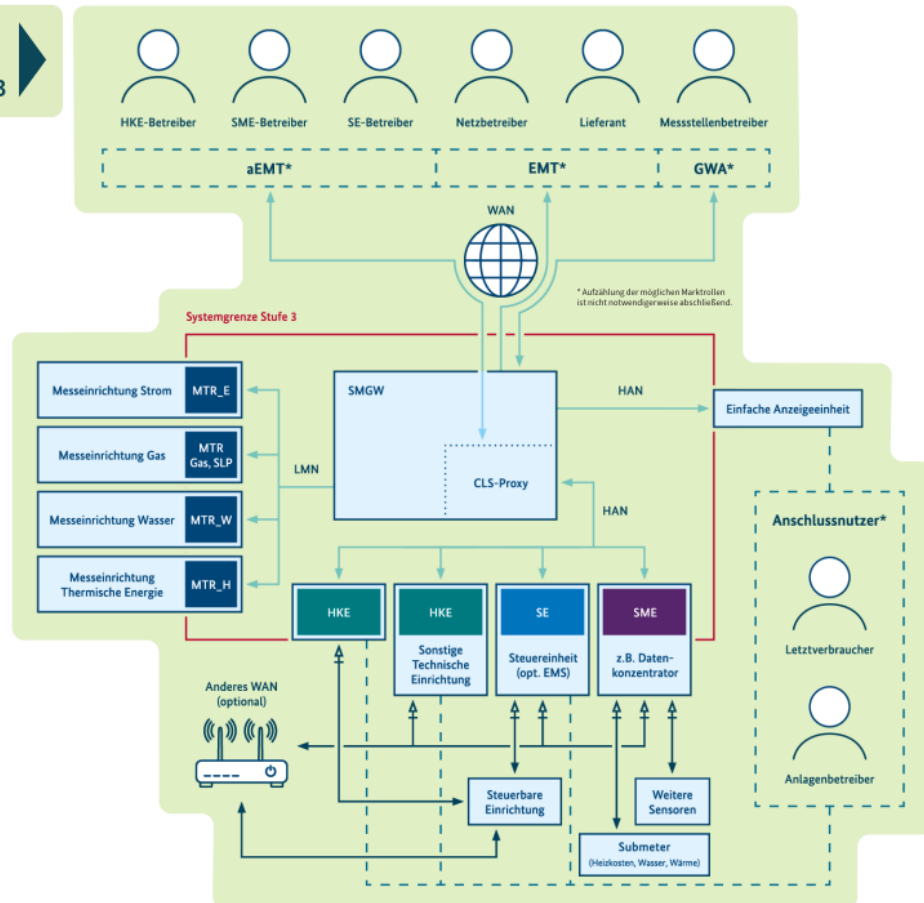 3
HKE-Betreiber
SME-Betreiber
SE-Betreiber
Netzbetreiber
Lieferant
Messstellenbetreiber
aEMT*
EMT*
GWA*
WAN
* Aufzählung der möglichen Marktrollen
ist nicht notwendigerweise abschließend.
Systemgrenze Stufe 3
Messeinrichtung Strom
MTR_E
Messeinrichtung Gas
MTR
Gas, SLP
Messeinrichtung Wasser
MTR_W
Messeinrichtung
Thermische Energie
MTR_H
LMN
SMGW
CLS-Proxy
HAN
HAN
Einfache Anzeigeeinheit
Anschlussnutzer*
Letztverbraucher
Anlagenbetreiber
HKE
HKE
Sonstige
Technische
Einrichtung
SE
Steuereinheit
(opt. EMS)
SME
z.B. Daten-
konzentrator
Anderes WAN
(optional)
Steuerbare
Einrichtung
Weitere
Sensoren
Submeter
(Heizkosten, Wasser, Wärme)